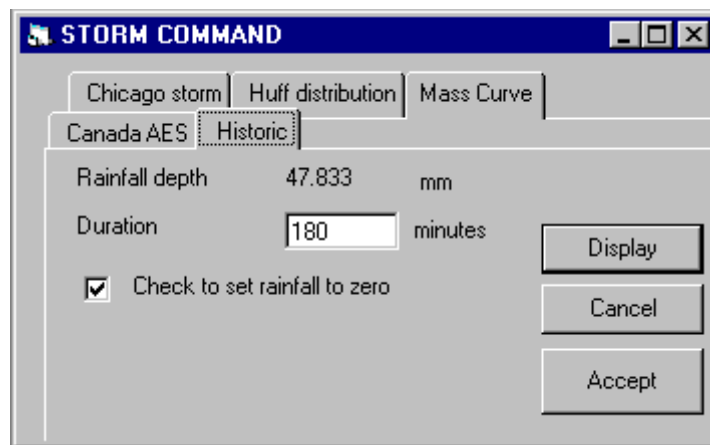 STORM COMMAND
Chicago storm Huff distribution Mass Curve
Canada AES Historic
Rainfall depth 47.833 mm
Duration 180 minutes
Display
Check to set rainfall to zero
Cancel
Accept